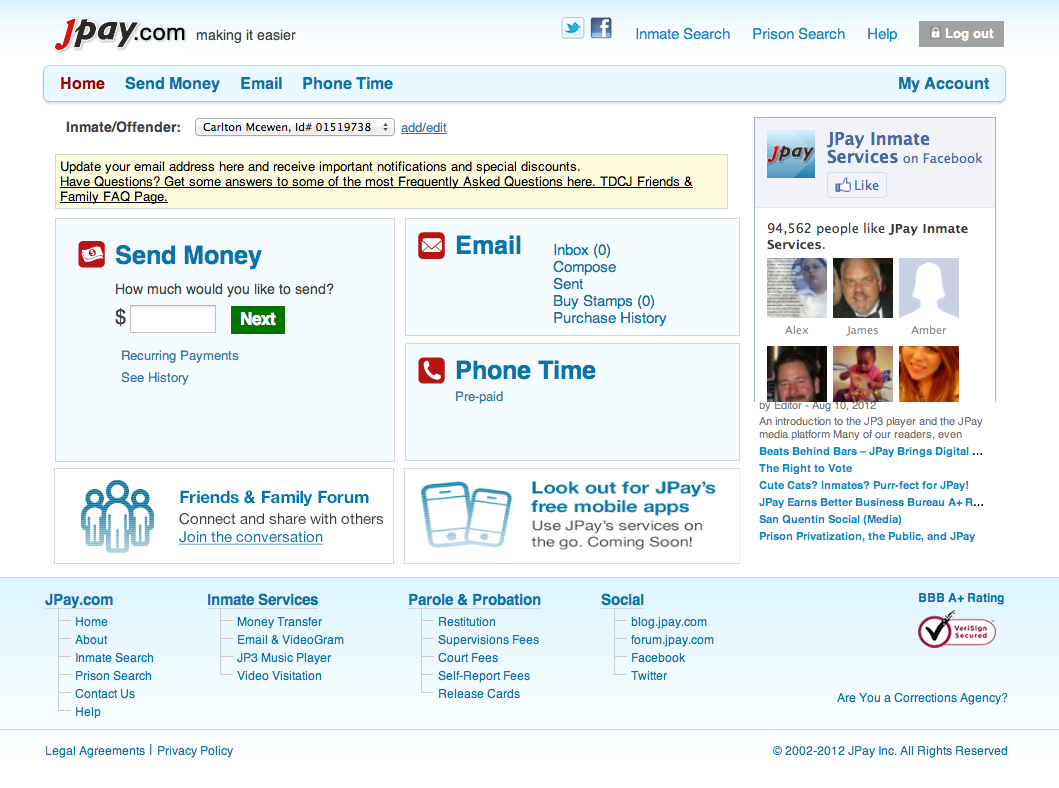 Jpay.com making it easier
Inmate Search Prison Search Help Log out
Home Send Money Email Phone Time My Account
Inmate/Offender: Carlton Mcewen, Id# 01519738 add/edit
Update your email address here and receive important notifications and special discounts.
Have Questions? Get some answers to some of the most Frequently Asked Questions here. TDCJ Friends &
Family FAQ Page.
Send Money
How much would you like to send?
$ Next
Recurring Payments
See History
Email
Inbox (0)
Compose
Sent
Buy Stamps (0)
Purchase History
Phone Time
Pre-paid
Friends & Family Forum
Connect and share with others
Join the conversation
Look out for JPay's
free mobile apps
Use JPay's services on
the go. Coming Soon!
Jpay
JPay Inmate
Services on Facebook
Like
94,562 people like JPay Inmate
Services.
Alex James Amber
by Editor - Aug 10, 2012
An introduction to the JP3 player and the JPay
media platform Many of our readers, even
Beats Behind Bars – JPay Brings Digital ...
The Right to Vote
Cute Cats? Inmates? Purr-fect for JPay!
JPay Earns Better Business Bureau A+ R...
San Quentin Social (Media)
Prison Privatization, the Public, and JPay
JPay.com
Home
About
Inmate Search
Prison Search
Contact Us
Help
Inmate Services
Money Transfer
Email & VideoGram
JP3 Music Player
Video Visitation
Parole & Probation
Restitution
Supervisions Fees
Court Fees
Self-Report Fees
Release Cards
Social
blog.jpay.com
forum.jpay.com
Facebook
Twitter
BBB A+ Rating
VeriSign
Secured
Are You a Corrections Agency?
Legal Agreements | Privacy Policy
© 2002-2012 JPay Inc. All Rights Reserved